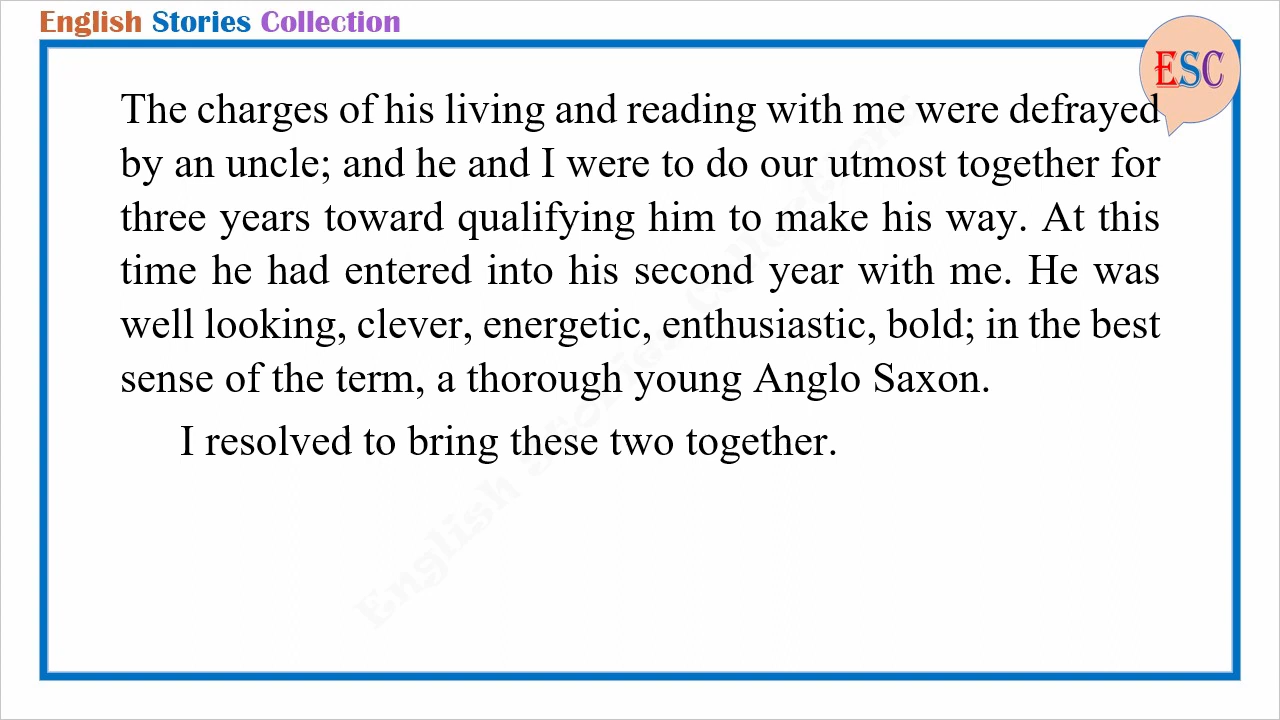 English Stories Collection
ESC
The charges of his living and reading with me were defrayed
by an uncle; and he and I were to do our utmost together for
three years toward qualifying him to make his way. At this
time he had entered into his second year with me. He was
well looking, clever, energetic, enthusiastic, bold; in the best
sense of the term, a thorough young Anglo Saxon.
I resolved to bring these two together.
English Stories Collection